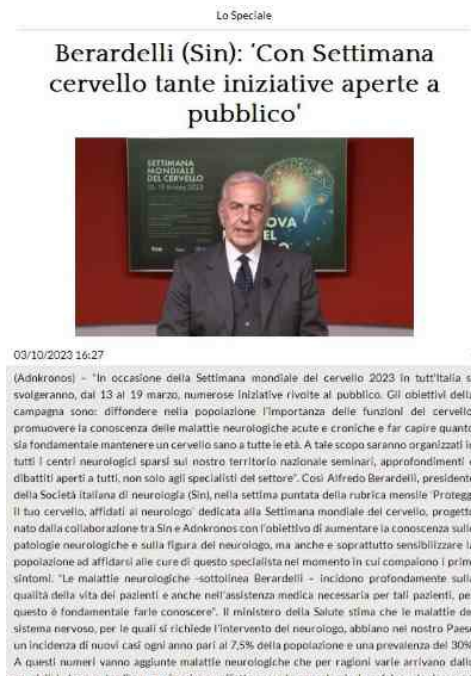 Lo Speciale
Berardelli (Sin): 'Con Settimana
cervello tante iniziative aperte a
pubblico'
SETTIMANA
MONDIALE
DEL CERVELLO
OVA
EL
03/10/2023 16:27
(Adnkronos) – "In occasione della Settimana mondiale del cervello 2023 in tutt'Italia s
svolgeranno, dal 13 al 19 marzo, numerose iniziative rivolte al pubblico. Gli obiettivi dell
campagna sono: diffondere nella popolazione l'importanza delle funzioni del cervello
promuovere la conoscenza delle malattie neurologiche acute e croniche e far capire quanto
sia fondamentale mantenere un cervello sano a tutte le età. A tale scopo saranno organizzati i
tutti i centri neurologici sparsi sul nostro territorio nazionale seminari, approfondimenti
dibattiti aperti a tutti, non solo agli specialisti del settore". Così Alfredo Berardelli, presidente
della Società italiana di neurologia (Sin), nella settima puntata della rubrica mensile 'Protegg
il tuo cervello, affidati al neurologo' dedicata alla Settimana mondiale del cervello, progetto
nato dalla collaborazione tra Sin e Adnkronos con l'obiettivo di aumentare la conoscenza sulle
patologie neurologiche e sulla figura del neurologo, ma anche e soprattutto sensibilizzare l
popolazione ad affidarsi alle cure di questo specialista nel momento in cui compaiono i prim
sintomi. "Le malattie neurologiche -sottolinea Berardelli – incidono profondamente sull
qualità della vita dei pazienti e anche nell'assistenza medica necessaria per tali pazienti, pe
questo è fondamentale farle conoscere". Il ministero della Salute stima che le malattie de
sistema nervoso, per le quali si richiede l'intervento del neurologo, abbiano nel nostro Paese
un incidenza di nuovi casi ogni anno pari al 7,5% della popolazione e una prevalenza del 30%
A questi numeri vanno aggiunte malattie neurologiche che per ragioni varie arrivano dall